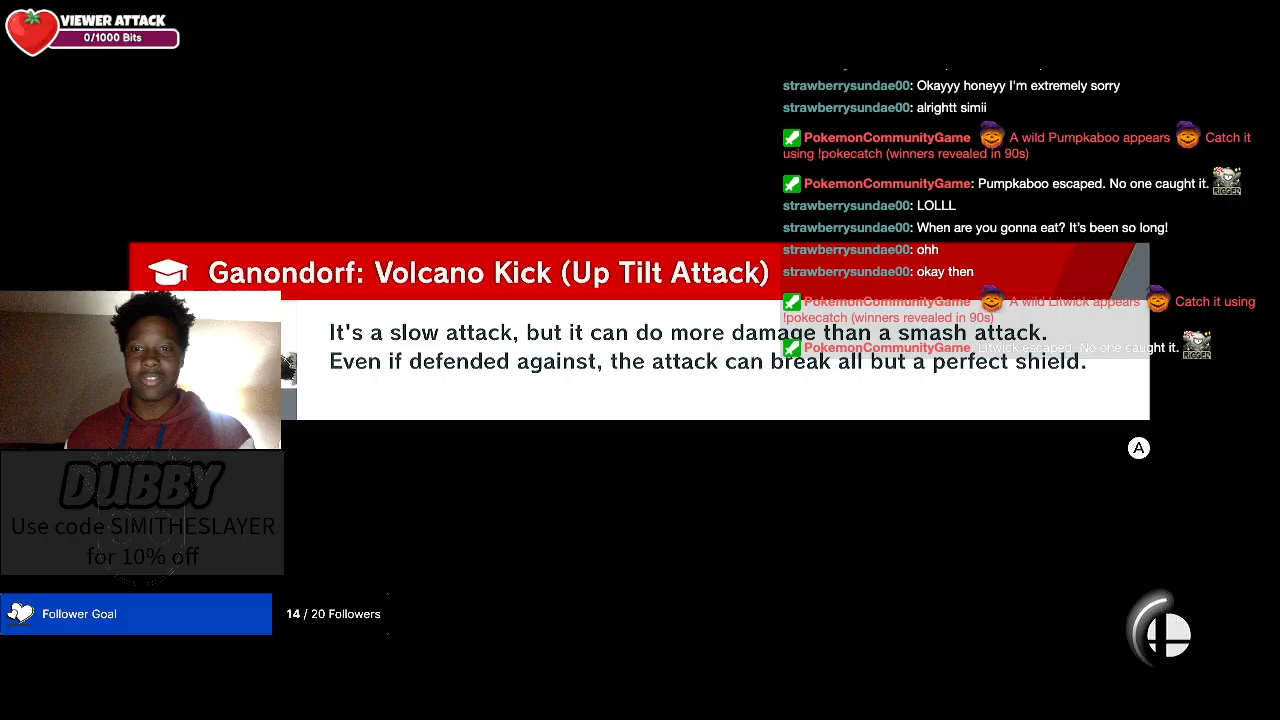 VIEWER ATTACK
0/1000 Bits
strawberrysundae00: Okayyy honeyy I'm extremely sorry
strawberrysundae00: alrightt simii
PokemonCommunityGame A wild Pumpkaboo appears Catch it
using !pokecatch (winners revealed in 90s)
PokemonCommunityGame: Pumpkaboo escaped. No one caught it.
RIGGED
strawberrysundae00: LOLLL
strawberrysundae00: When are you gonna eat? It's been so long!
strawberrysundae00: ohh
strawberrysundae00: okay then
PokemonCommunityGame A wild Litwick appears Catch it using
!pokecatch (winners revealed in 90s)
PokemonCommunityGame: Litwick escaped. No one caught it.
RIGGED
Ganondorf: Volcano Kick (Up Tilt Attack)
It's a slow attack, but it can do more damage than a smash attack.
Even if defended against, the attack can break all but a perfect shield.
A
DUBBY
Use code SIMITHESLAYER
for 10% off
Follower Goal
14 / 20 Followers